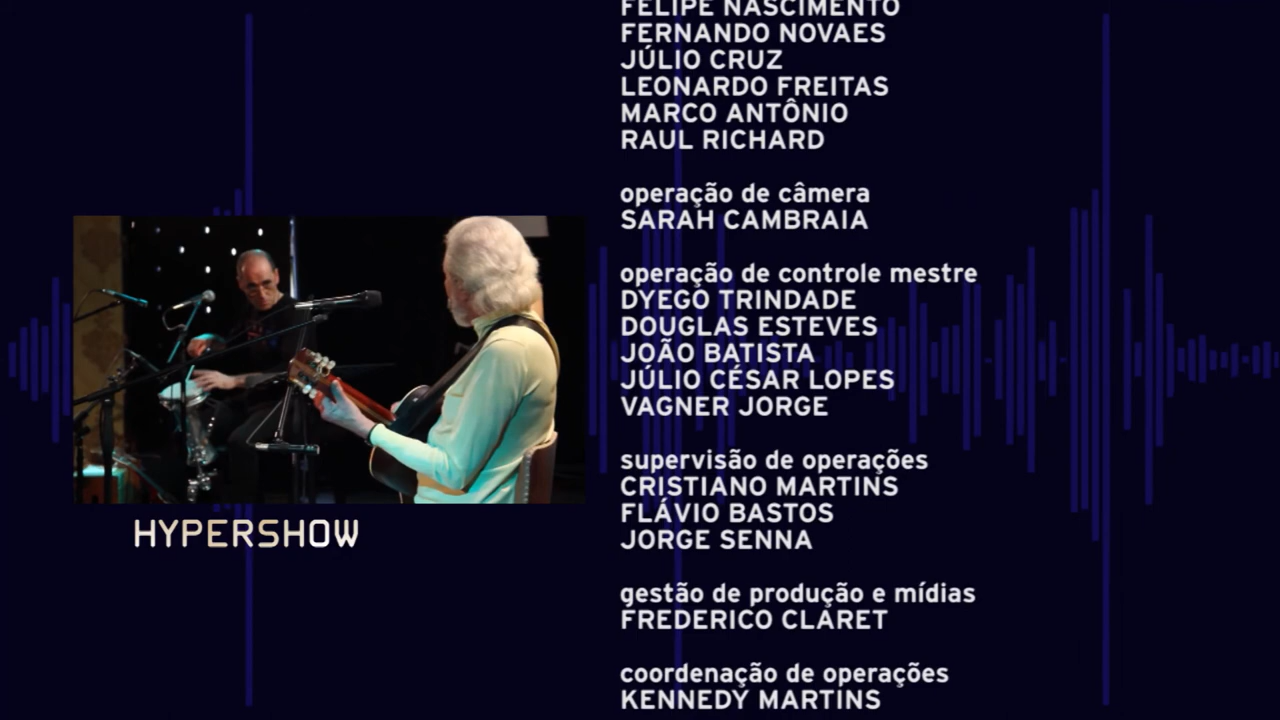 FELIPE NASCIMENTO
FERNANDO NOVAES
JÚLIO CRUZ
LEONARDO FREITAS
MARCO ANTÔNIO
RAUL RICHARD
operação de câmera
SARAH CAMBRAIA
operação de controle mestre
DYEGO TRINDADE
DOUGLAS ESTEVES
JOÃO BATISTA
JÚLIO CÉSAR LOPES
VAGNER JORGE
supervisão de operações
CRISTIANO MARTINS
FLÁVIO BASTOS
JORGE SENNA
gestão de produção e mídias
FREDERICO CLARET
coordenação de operações
KENNEDY MARTINS
HYPERSHOW